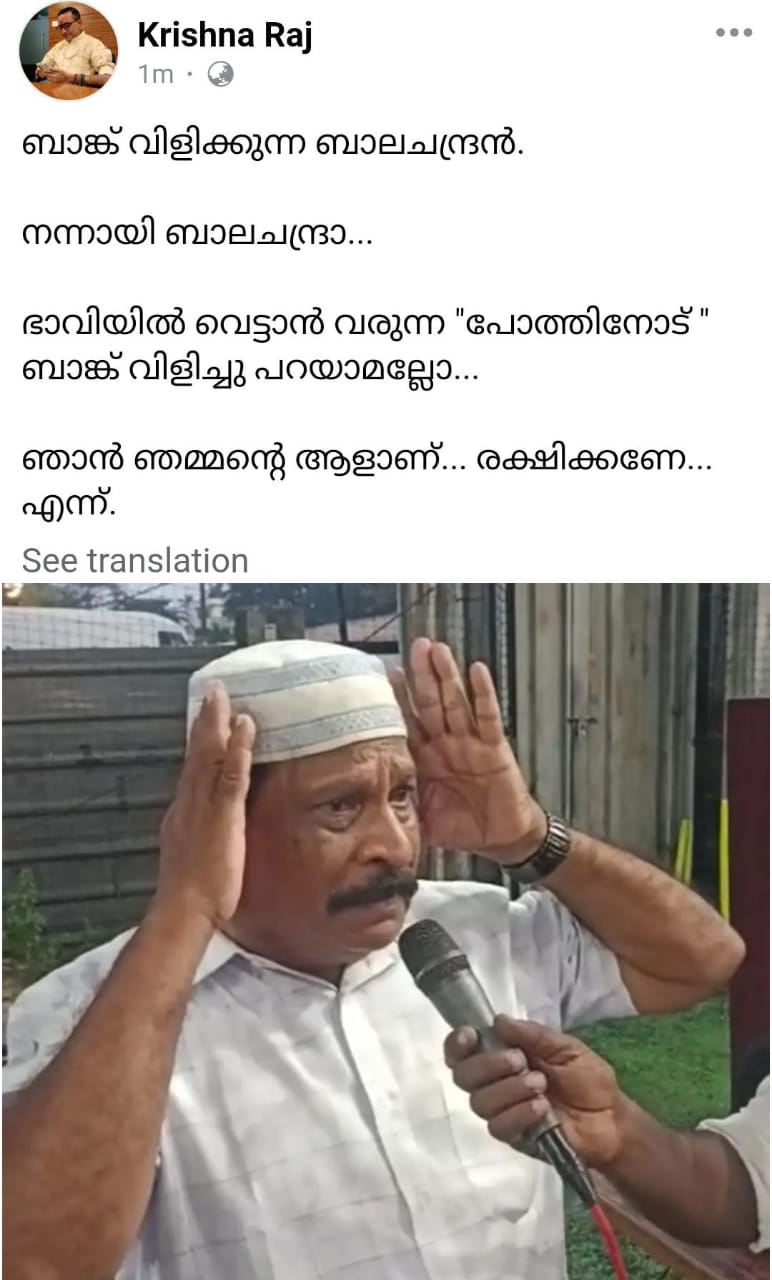 Krishna Raj
1m ·
ബാങ്ക് വിളിക്കുന്ന ബാലചന്ദ്രൻ.
നന്നായി ബാലചന്ദ്രാ...
ഭാവിയിൽ വെട്ടാൻ വരുന്ന "പോത്തിനോട് "
ബാങ്ക് വിളിച്ചു പറയാമല്ലോ...
ഞാൻ ഞമ്മന്റെ ആളാണ്... രക്ഷിക്കണേ...
എന്ന്.
See translation